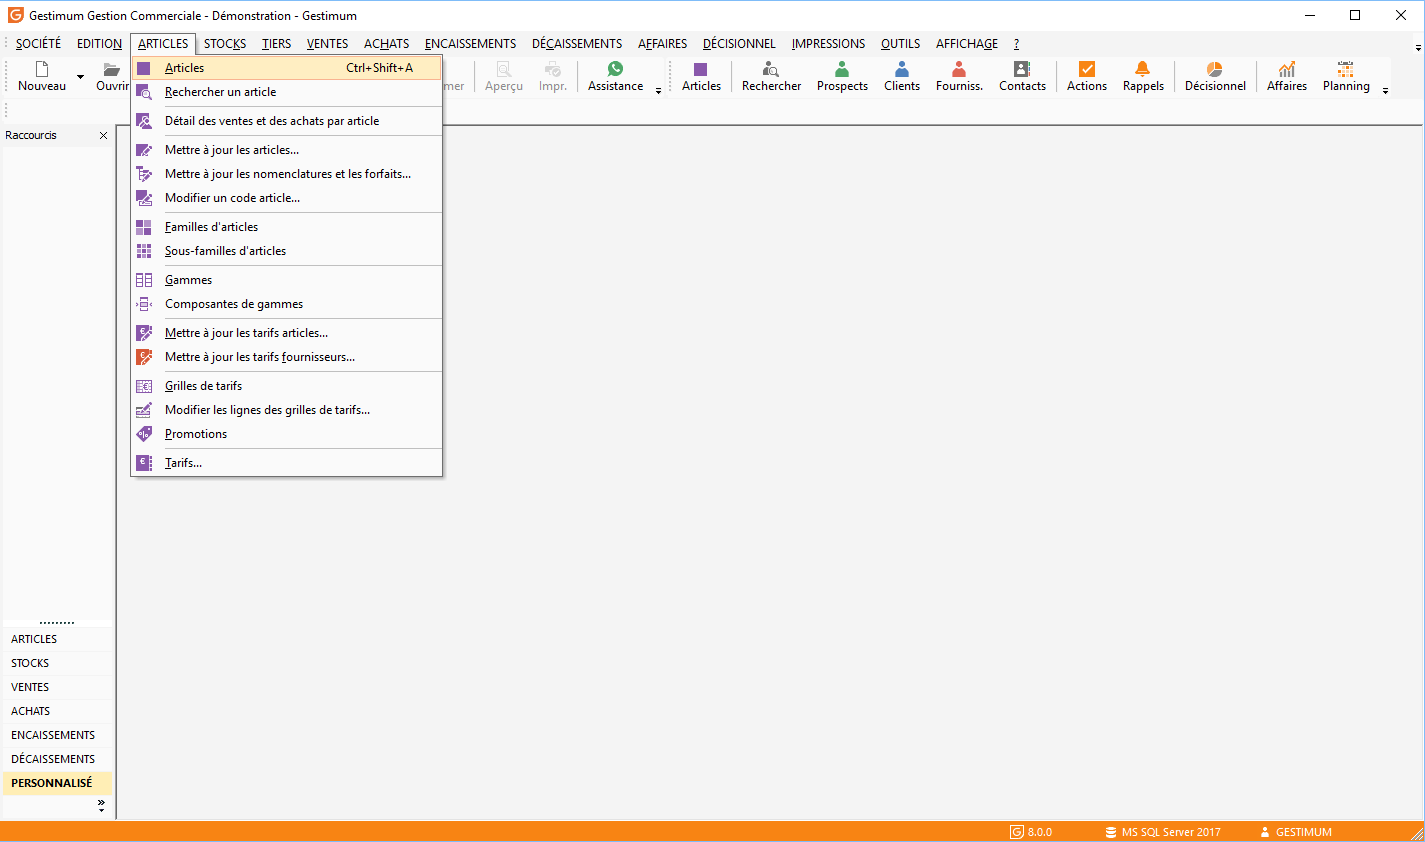 Gestimum Gestion Commerciale - Démonstration - Gestimum
SOCIÉTÉ EDITION ARTICLES STOCKS TIERS VENTES ACHATS ENCAISSEMENTS DÉCAISSEMENTS AFFAIRES DÉCISIONNEL IMPRESSIONS OUTILS AFFICHAGE ?
Nouveau Ouvrir mer Aperçu Impr. Assistance Articles Rechercher Prospects Clients Fourniss. Contacts Actions Rappels Décisionnel Affaires Planning
Articles Ctrl+Shift+A
Rechercher un article
Détail des ventes et des achats par article
Mettre à jour les articles...
Mettre à jour les nomenclatures et les forfaits...
Modifier un code article...
Familles d'articles
Sous-familles d'articles
Gammes
Composantes de gammes
Mettre à jour les tarifs articles...
Mettre à jour les tarifs fournisseurs...
Grilles de tarifs
Modifier les lignes des grilles de tarifs...
Promotions
Tarifs...
Raccourcis
ARTICLES
STOCKS
VENTES
ACHATS
ENCAISSEMENTS
DÉCAISSEMENTS
PERSONNALISÉ
8.0.0 MS SQL Server 2017 GESTIMUM